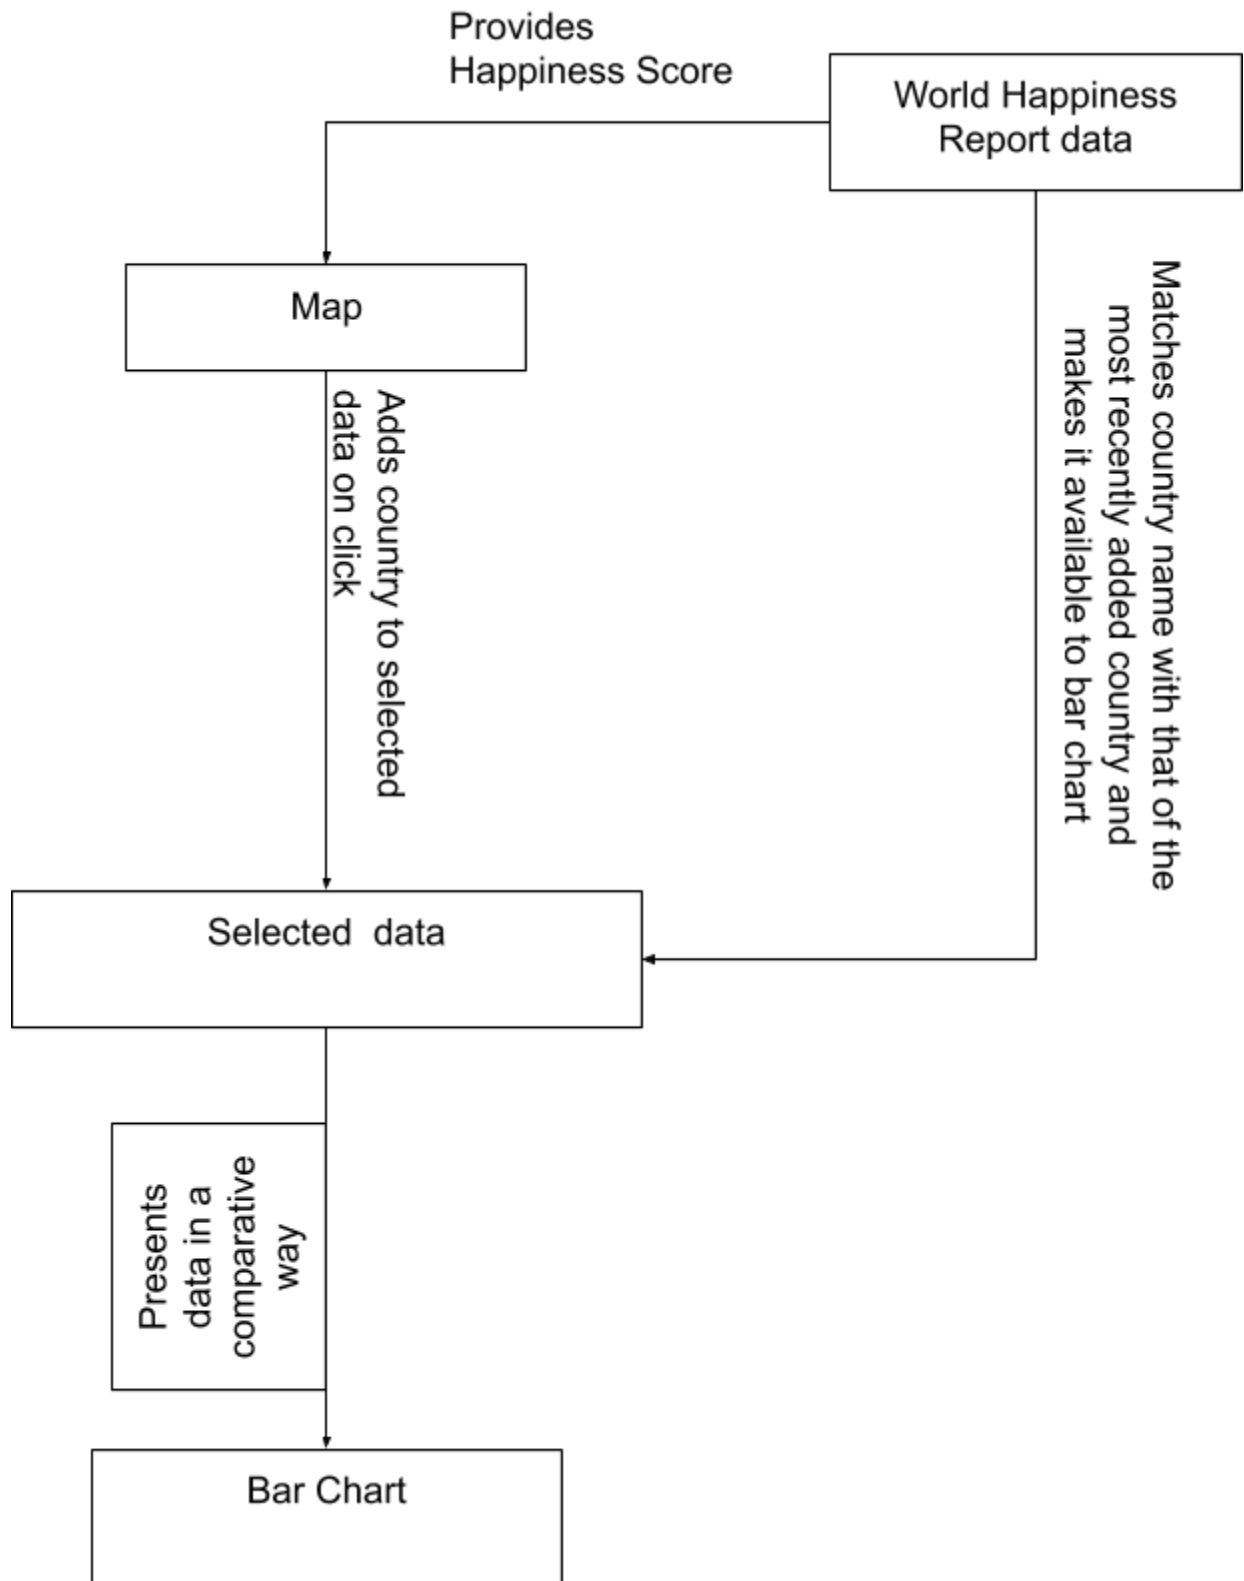 Provides
Happiness Score
World Happiness
Report data
Map
Adds country to selected
data on click
Matches country name with that of the
most recently added country and
makes it available to bar chart
Selected data
Presents
data in a
comparative
way
Bar Chart